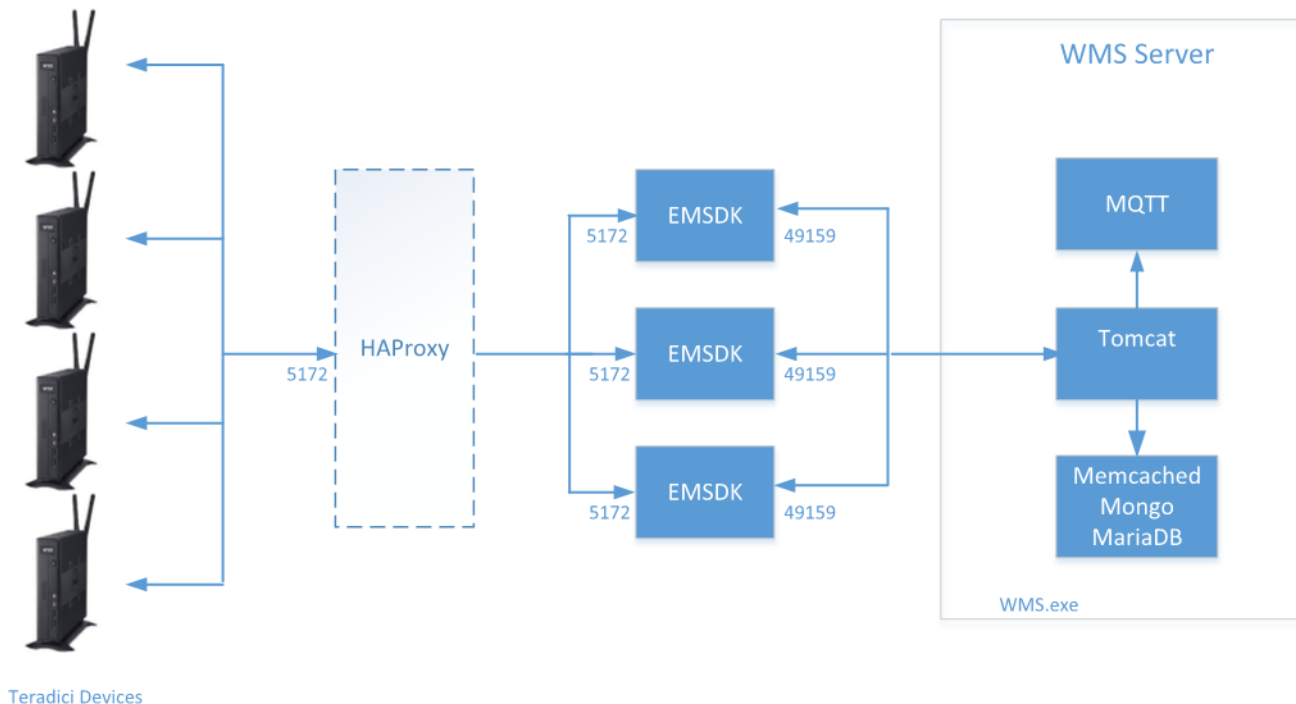 WMS Server
MQTT
EMSDK
5172
49159
HAProxy
5172
EMSDK
5172
49159
Tomcat
EMSDK
5172
49159
Memcached
Mongo
MariaDB
WMS.exe
Teradici Devices